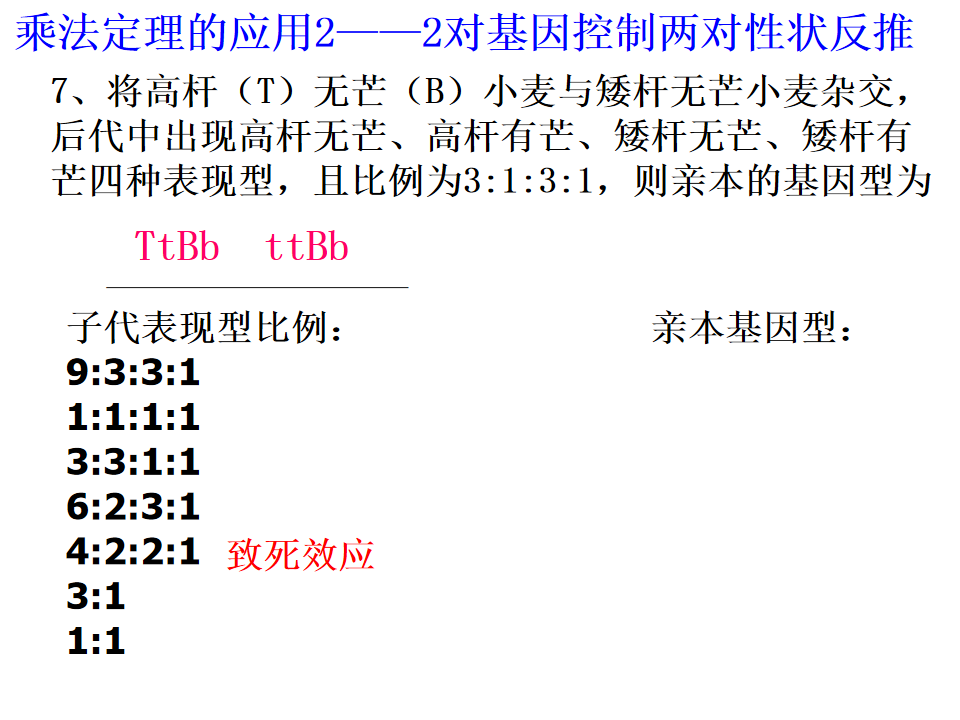 乘法定理的应用2——2对基因控制两对性状反推
7、将高杆（T）无芒（B）小麦与矮杆无芒小麦杂交，
后代中出现高杆无芒、高杆有芒、矮杆无芒、矮杆有
芒四种表现型，且比例为3:1:3:1，则亲本的基因型为
TtBb ttBb
子代表现型比例： 亲本基因型：
9:3:3:1
1:1:1:1
3:3:1:1
6:2:3:1
4:2:2:1 致死效应
3:1
1:1